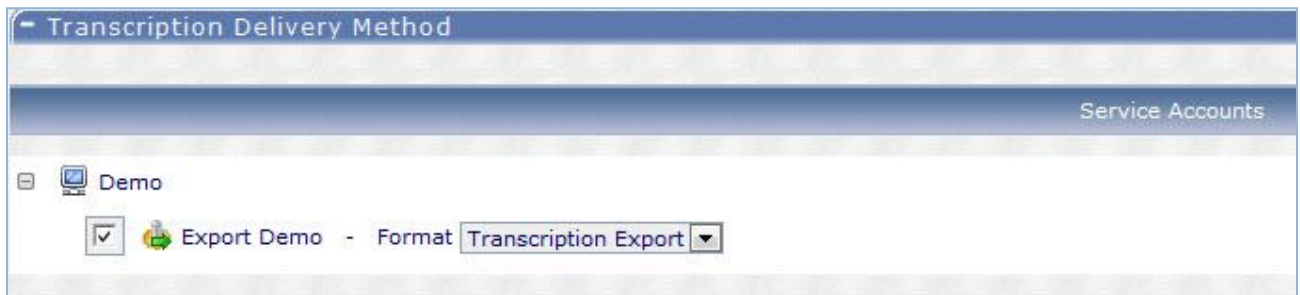 Transcription Delivery Method
Service Accounts
Demo
Export Demo - Format Transcription Export